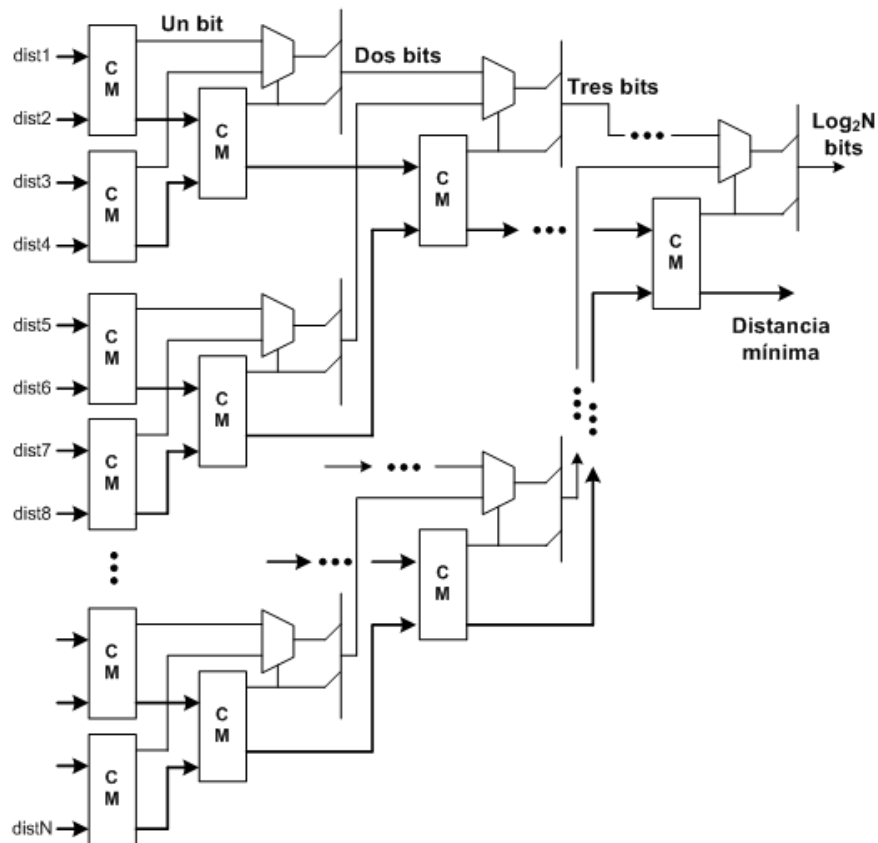 Un bit
dist1
C
M
dist2
Dos bits
C
M
Tres bits
dist3
C
M
dist4
C
M
Log₂N
bits
C
M
Distancia
mínima
dist5
C
M
dist6
C
M
dist7
C
M
dist8
C
M
C
M
C
M
C
M
distN